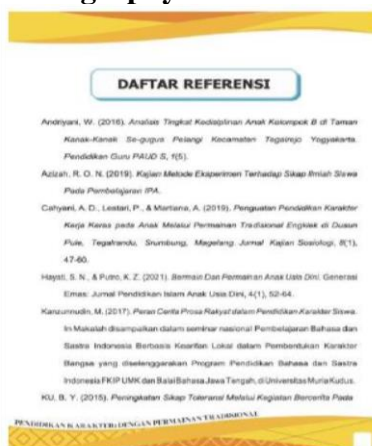 DAFTAR REFERENSI
Andriyani, W. (2016). Analisis Tingkat Kedisiplinan Anak Kelompok B di Taman
Kanak-Kanak Se-gugus Pelangi Kecamatan Tegalrejo Yogyakarta.
Pendidikan Guru PAUD S, 1(5).
Azizah, R. O. N. (2019). Kajian Metode Eksperimen Terhadap Sikap Ilmiah Siswa
Pada Pembelajaran IPA.
Cahyani, A. D., Lestari, P., & Martiana, A. (2019). Penguatan Pendidikan Karakter
Kerja Keras pada Anak Melalui Permainan Tradisional Engklek di Dusun
Pule, Tegalrandu, Srumbung, Magelang. Jurnal Kajian Sosiologi, 8(1),
47-60.
Hayati, S. N., & Putro, K. Z. (2021). Bermain Dan Permainan Anak Usia Dini. Generasi
Emas: Jurnal Pendidikan Islam Anak Usia Dini, 4(1), 52-64.
Kanzunnudin, M. (2017). Peran Cerita Prosa Rakyat dalam Pendidikan Karakter Siswa.
In Makalah disampaikan dalam seminar nasional Pembelajaran Bahasa dan
Sastra Indonesia Berbasis Kearifan Lokal dalam Pembentukan Karakter
Bangsa yang diselenggarakan Program Pendidikan Bahasa dan Sastra
Indonesia FKIP UMK dan Balai Bahasa Jawa Tengah, di Universitas Muria Kudus.
KU, B. Y. (2015). Peningkatan Sikap Toleransi Melalui Kegiatan Bercerita Pada
PENDIDIKAN KARAKTER DENGAN PERMAINAN TRADISIONAL